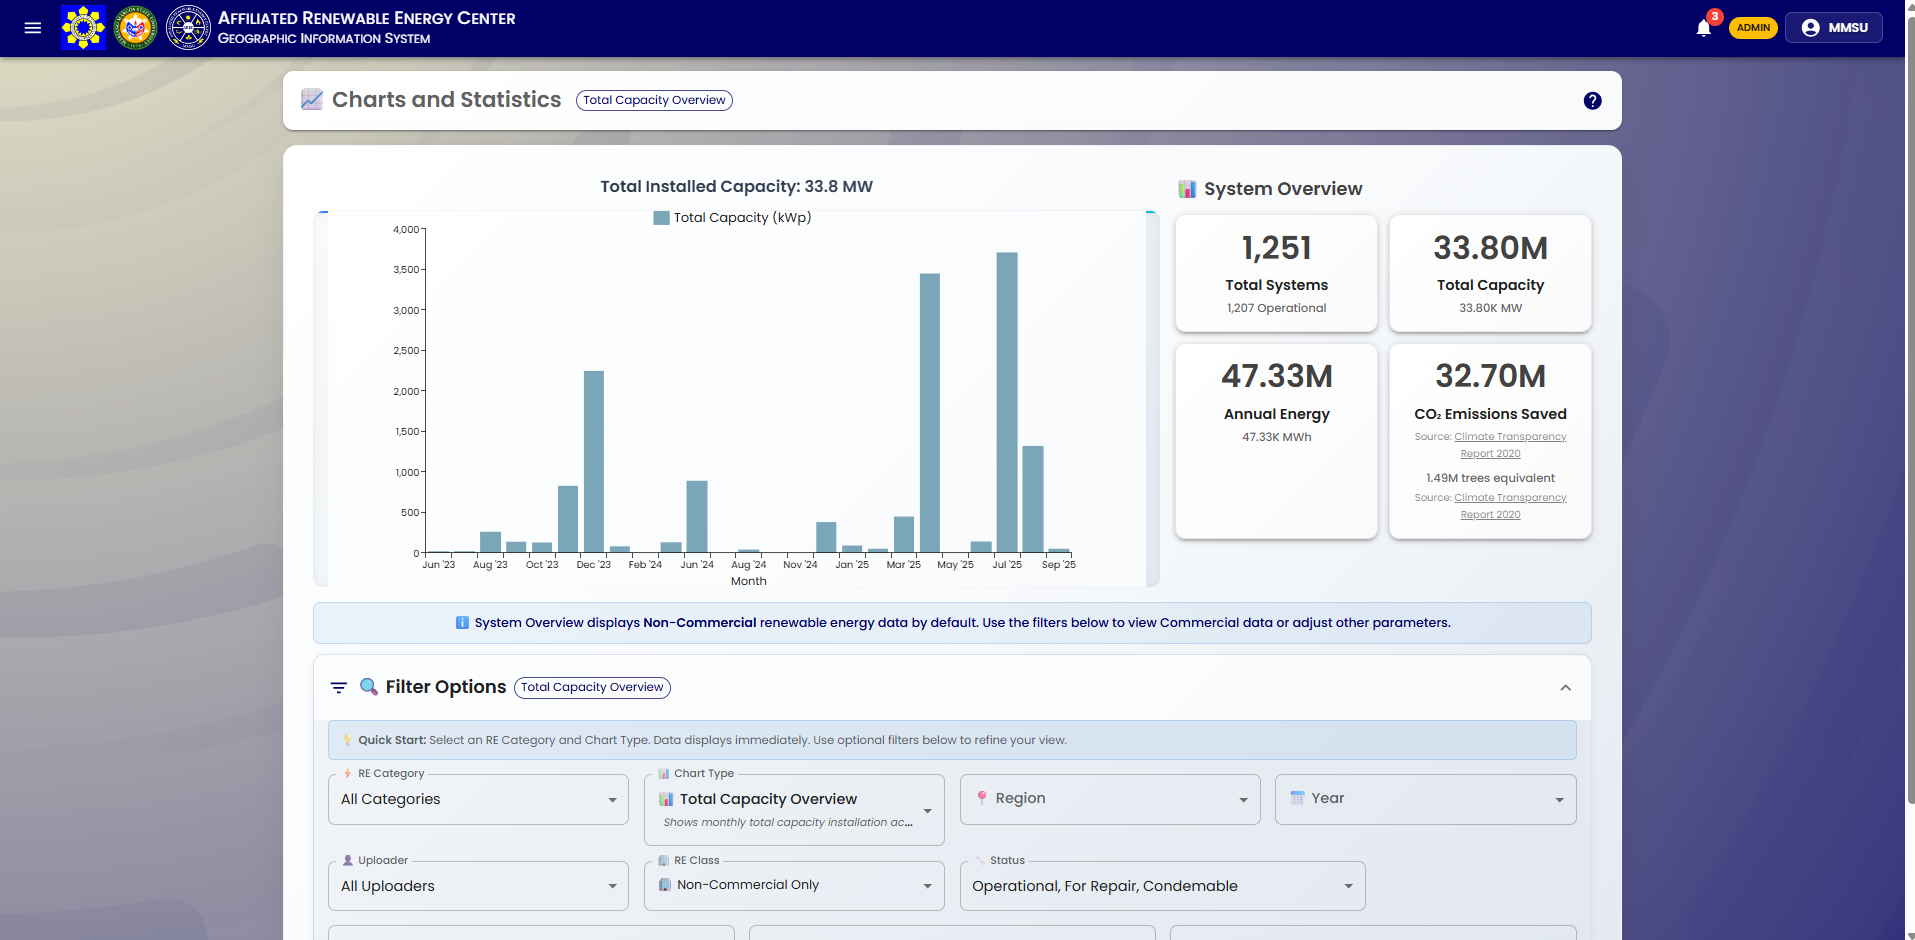 AFFILIATED RENEWABLE ENERGY CENTER
GEOGRAPHIC INFORMATION SYSTEM
3
ADMIN
MMSU
Charts and Statistics
Total Capacity Overview
?
Total Installed Capacity: 33.8 MW
Total Capacity (kWp)
4,000
3,500
3,000
2,500
2,000
1,500
1,000
500
0
Jun '23 Aug '23 Oct '23 Dec '23 Feb '24 Jun '24 Aug '24 Nov '24 Jan '25 Mar '25 May '25 Jul '25 Sep '25
Month
System Overview
1,251
Total Systems
1,207 Operational
33.80M
Total Capacity
33.80K MW
47.33M
Annual Energy
47.33K MWh
32.70M
CO₂ Emissions Saved
Source: Climate Transparency
Report 2020
1.49M trees equivalent
Source: Climate Transparency
Report 2020
System Overview displays Non-Commercial renewable energy data by default. Use the filters below to view Commercial data or adjust other parameters.
Filter Options
Total Capacity Overview
Quick Start: Select an RE Category and Chart Type. Data displays immediately. Use optional filters below to refine your view.
RE Category
All Categories
Chart Type
Total Capacity Overview
Shows monthly total capacity installation ac...
Region
Year
Uploader
All Uploaders
RE Class
Non-Commercial Only
Status
Operational, For Repair, Condemable